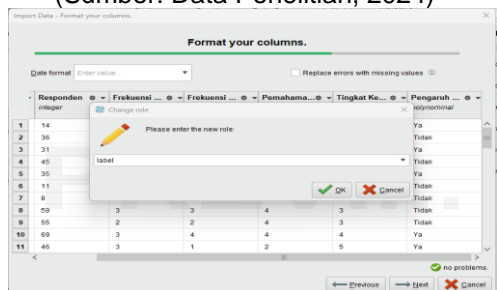 (Sumber: Data Penelitian, 2024)
Import Data - Format your columns.
Format your columns.
Date format Enter value... Replace errors with missing values
Responden Frekuensi ... Frekuensi ... Pemahama... Tingkat Ke... Pengaruh ...
integer polynominal
Change role
Please enter the new role:
label
OK Cancel
1 14 Ya
2 36 Tidak
3 31 Ya
4 45 Tidak
5 35 Ya
6 11 Tidak
7 8 Tidak
8 59 3 3 4 3 Tidak
9 55 2 2 4 3 Tidak
10 69 3 4 4 4 Ya
11 46 3 1 2 5 Ya
no problems.
Previous Next Cancel